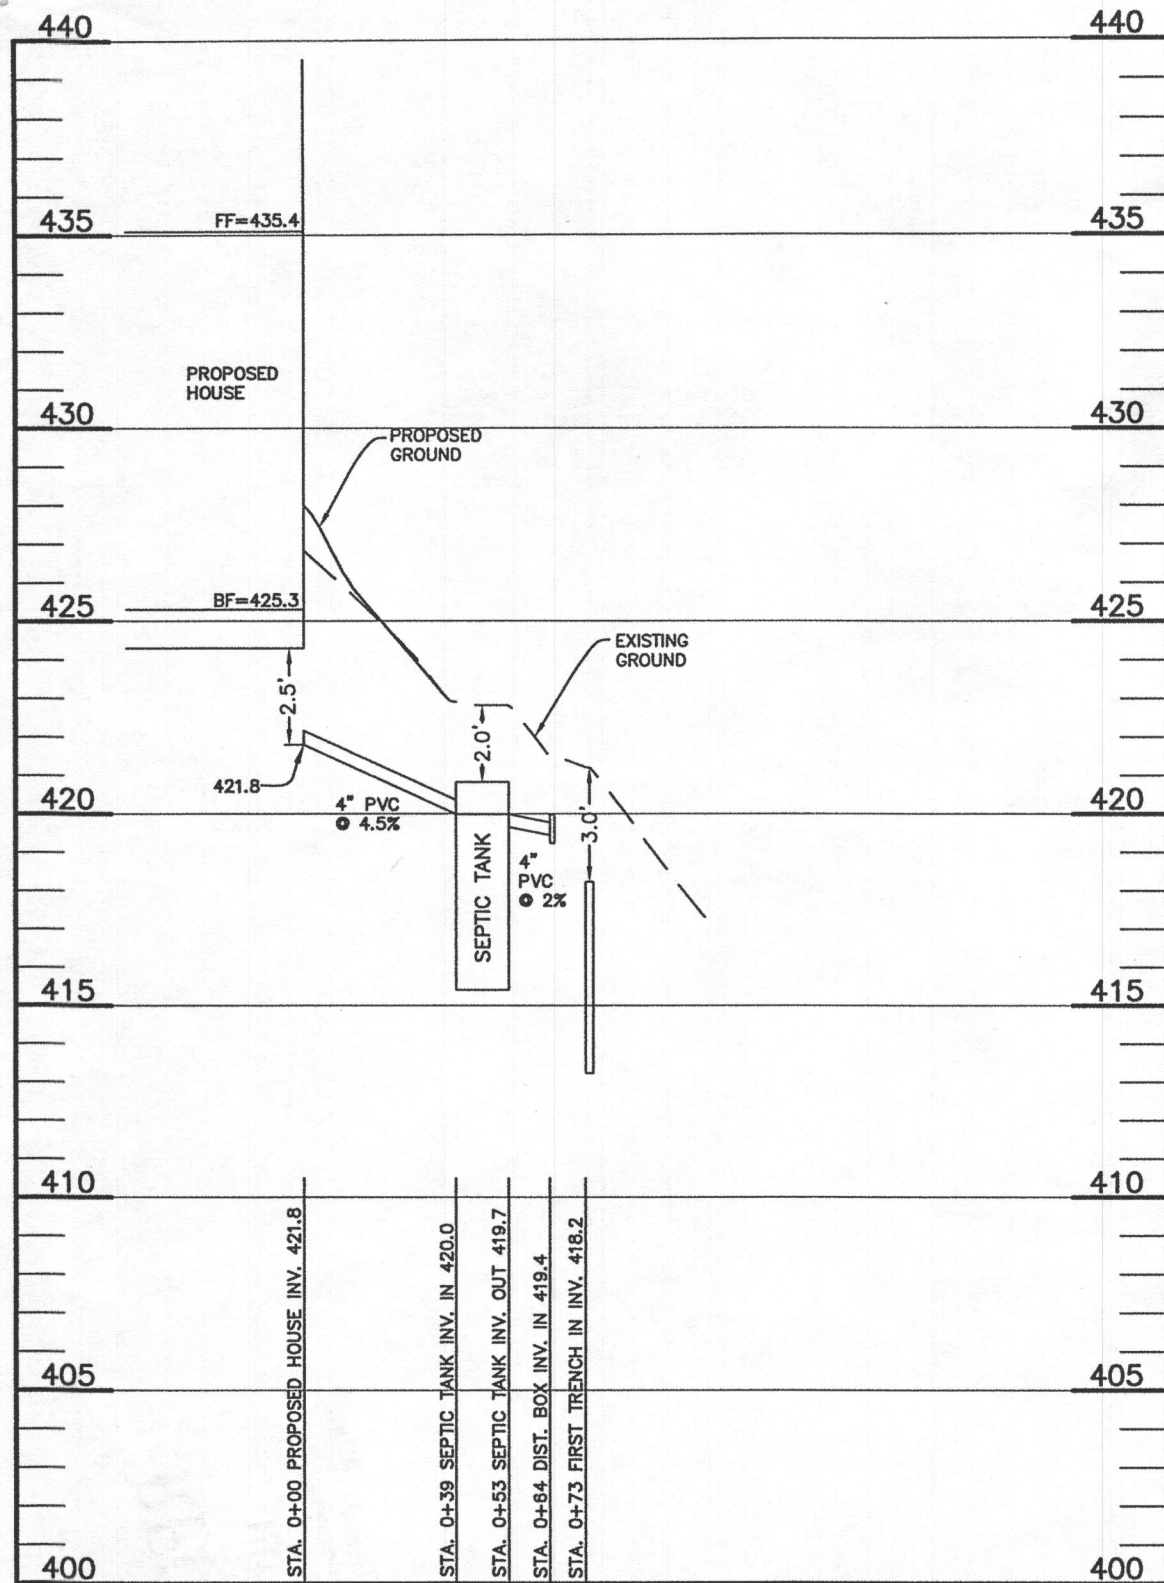 440 440
FF=435.4
435 435
PROPOSED
HOUSE
430 430
PROPOSED
GROUND
BF=425.3
425 425
EXISTING
GROUND
2.5'
2.0'
421.8
420 420
4" PVC
@ 4.5%
3.0'
SEPTIC TANK
4"
PVC
@ 2%
415 415
410 410
STA. 0+00 PROPOSED HOUSE INV. 421.8
STA. 0+39 SEPTIC TANK INV. IN 420.0
STA. 0+53 SEPTIC TANK INV. OUT 419.7
STA. 0+64 DIST. BOX INV. IN 419.4
STA. 0+73 FIRST TRENCH IN INV. 418.2
405 405
400 400